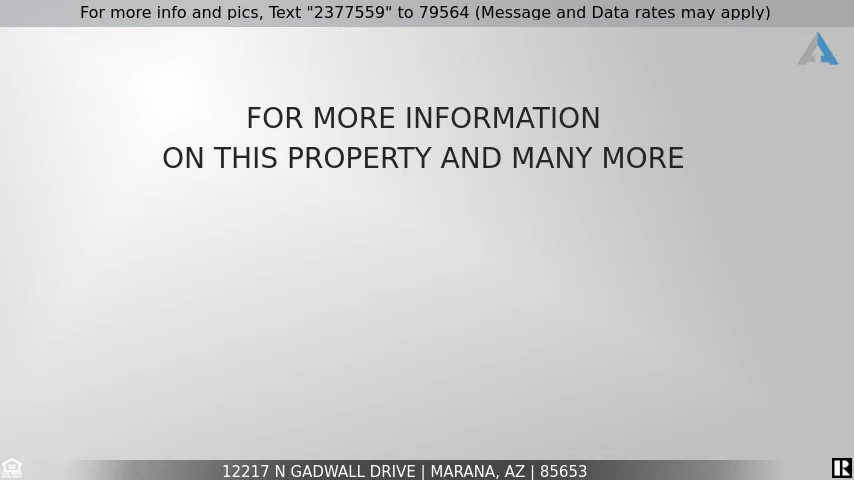 For more info and pics, Text "2377559" to 79564 (Message and Data rates may apply)
FOR MORE INFORMATION
ON THIS PROPERTY AND MANY MORE
12217 N GADWALL DRIVE | MARANA, AZ | 85653